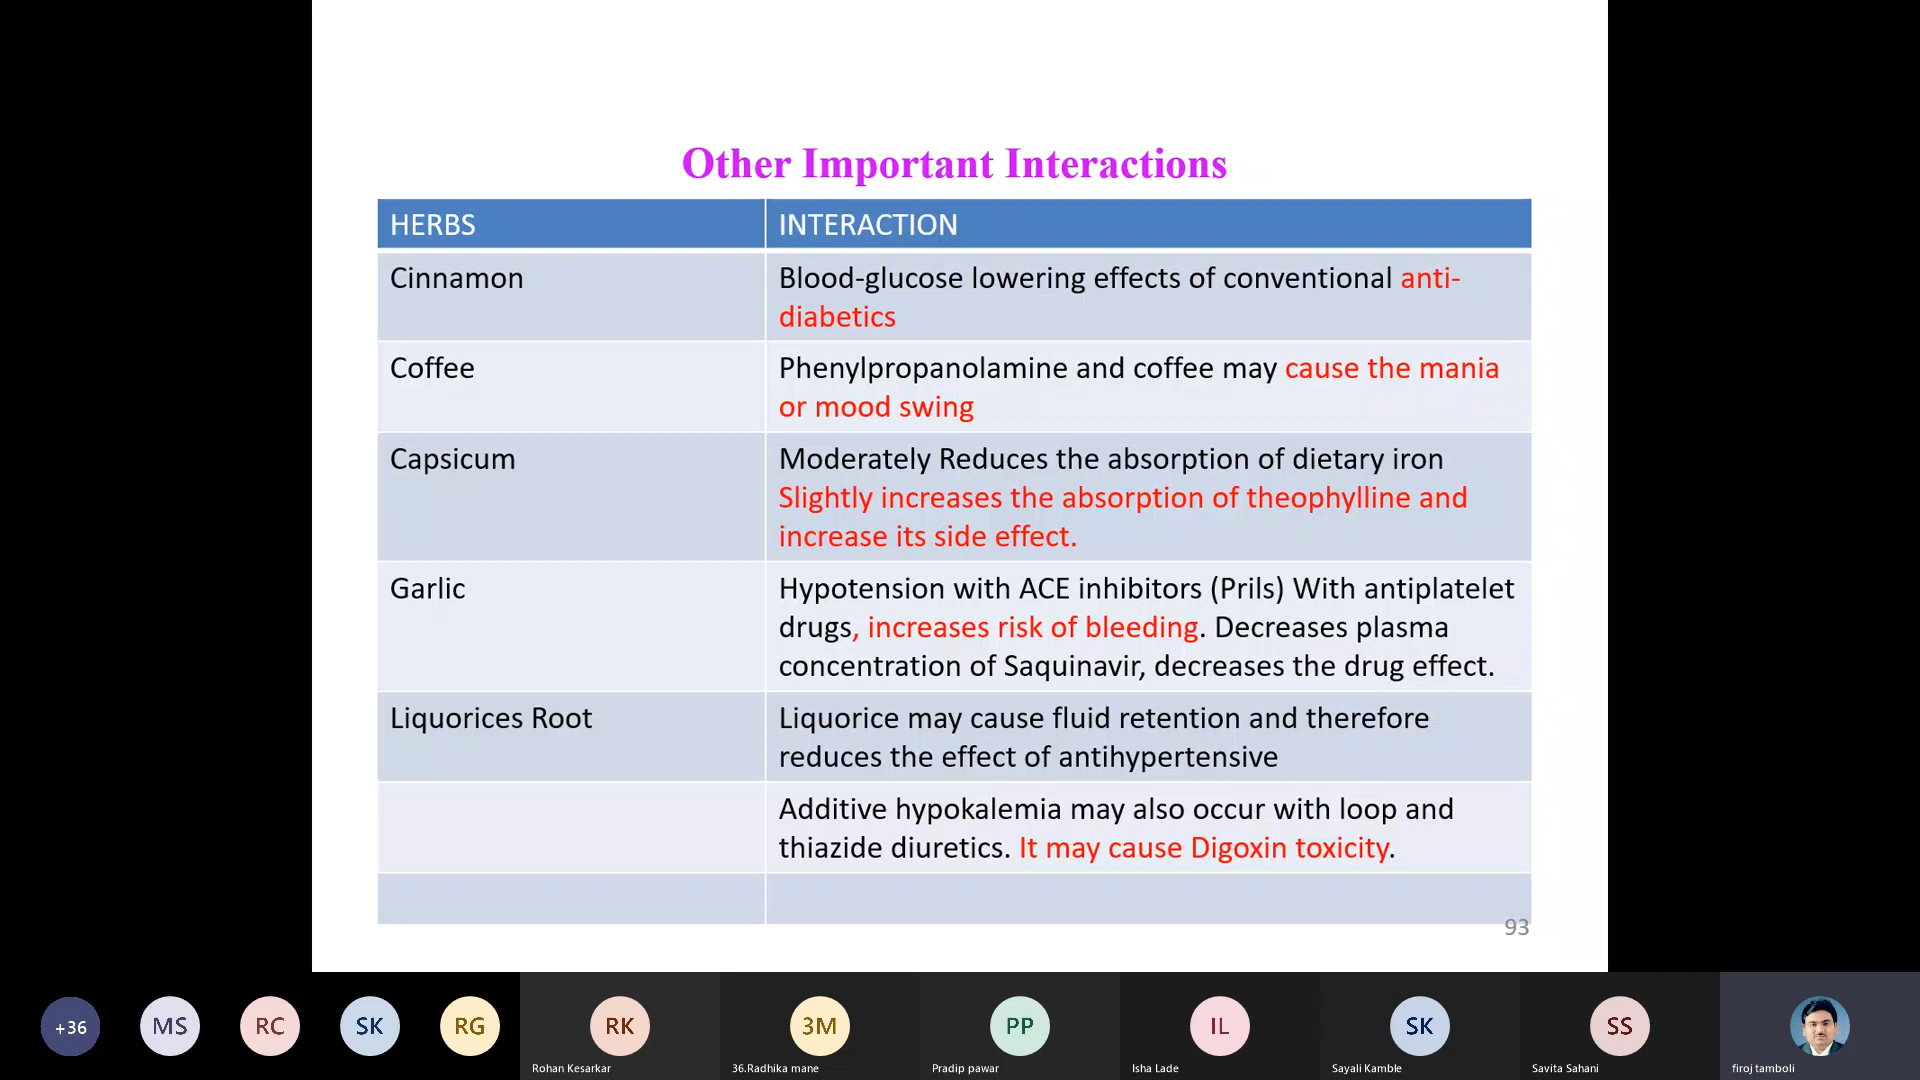 Other Important Interactions
HERBS
INTERACTION
Cinnamon
Blood-glucose lowering effects of conventional anti-
diabetics
Coffee
Phenylpropanolamine and coffee may cause the mania
or mood swing
Capsicum
Moderately Reduces the absorption of dietary iron
Slightly increases the absorption of theophylline and
increase its side effect.
Garlic
Hypotension with ACE inhibitors (Prils) With antiplatelet
drugs, increases risk of bleeding. Decreases plasma
concentration of Saquinavir, decreases the drug effect.
Liquorices Root
Liquorice may cause fluid retention and therefore
reduces the effect of antihypertensive
Additive hypokalemia may also occur with loop and
thiazide diuretics. It may cause Digoxin toxicity.
93
+36
MS
RC
SK
RG
RK
3M
PP
IL
SK
SS
Rohan Kesarkar
36.Radhika mane
Pradip pawar
Isha Lade
Sayali Kamble
Savita Sahani
firoj tamboli